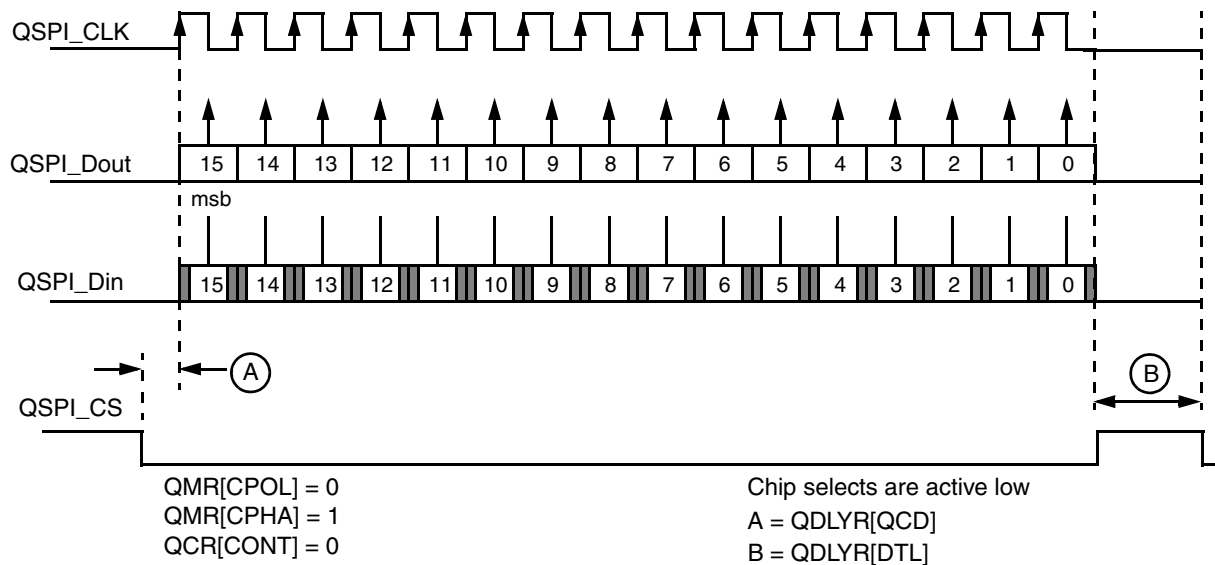 QSPI_CLK
QSPI_Dout
15 14 13 12 11 10 9 8 7 6 5 4 3 2 1 0
msb
QSPI_Din
15 14 13 12 11 10 9 8 7 6 5 4 3 2 1 0
A
B
QSPI_CS
QMR[CPOL] = 0
QMR[CPHA] = 1
QCR[CONT] = 0
Chip selects are active low
A = QDLYR[QCD]
B = QDLYR[DTL]